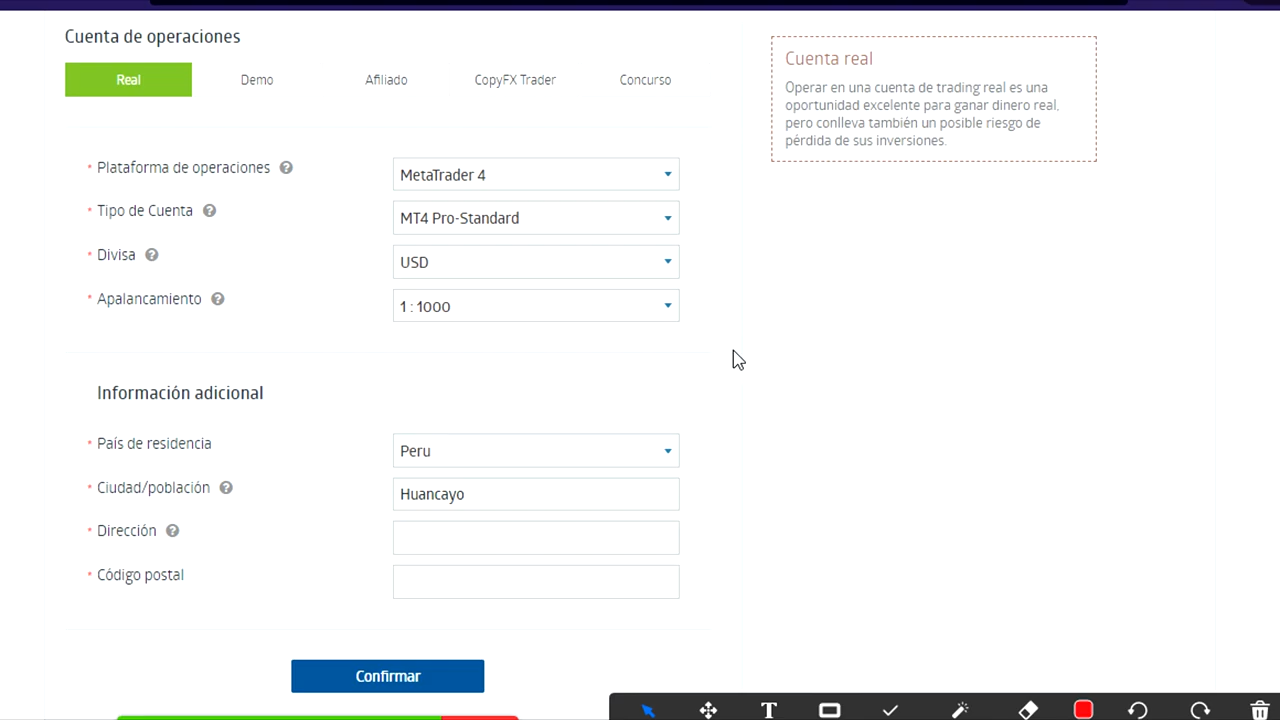 Cuenta de operaciones
Real
Demo
Afiliado
CopyFX Trader
Concurso
Cuenta real
Operar en una cuenta de trading real es una
oportunidad excelente para ganar dinero real,
pero conlleva también un posible riesgo de
pérdida de sus inversiones.
* Plataforma de operaciones ?
MetaTrader 4
* Tipo de Cuenta ?
MT4 Pro-Standard
* Divisa ?
USD
* Apalancamiento ?
1 : 1000
Información adicional
* País de residencia
Peru
* Ciudad/población ?
Huancayo
* Dirección ?
* Código postal
Confirmar
T